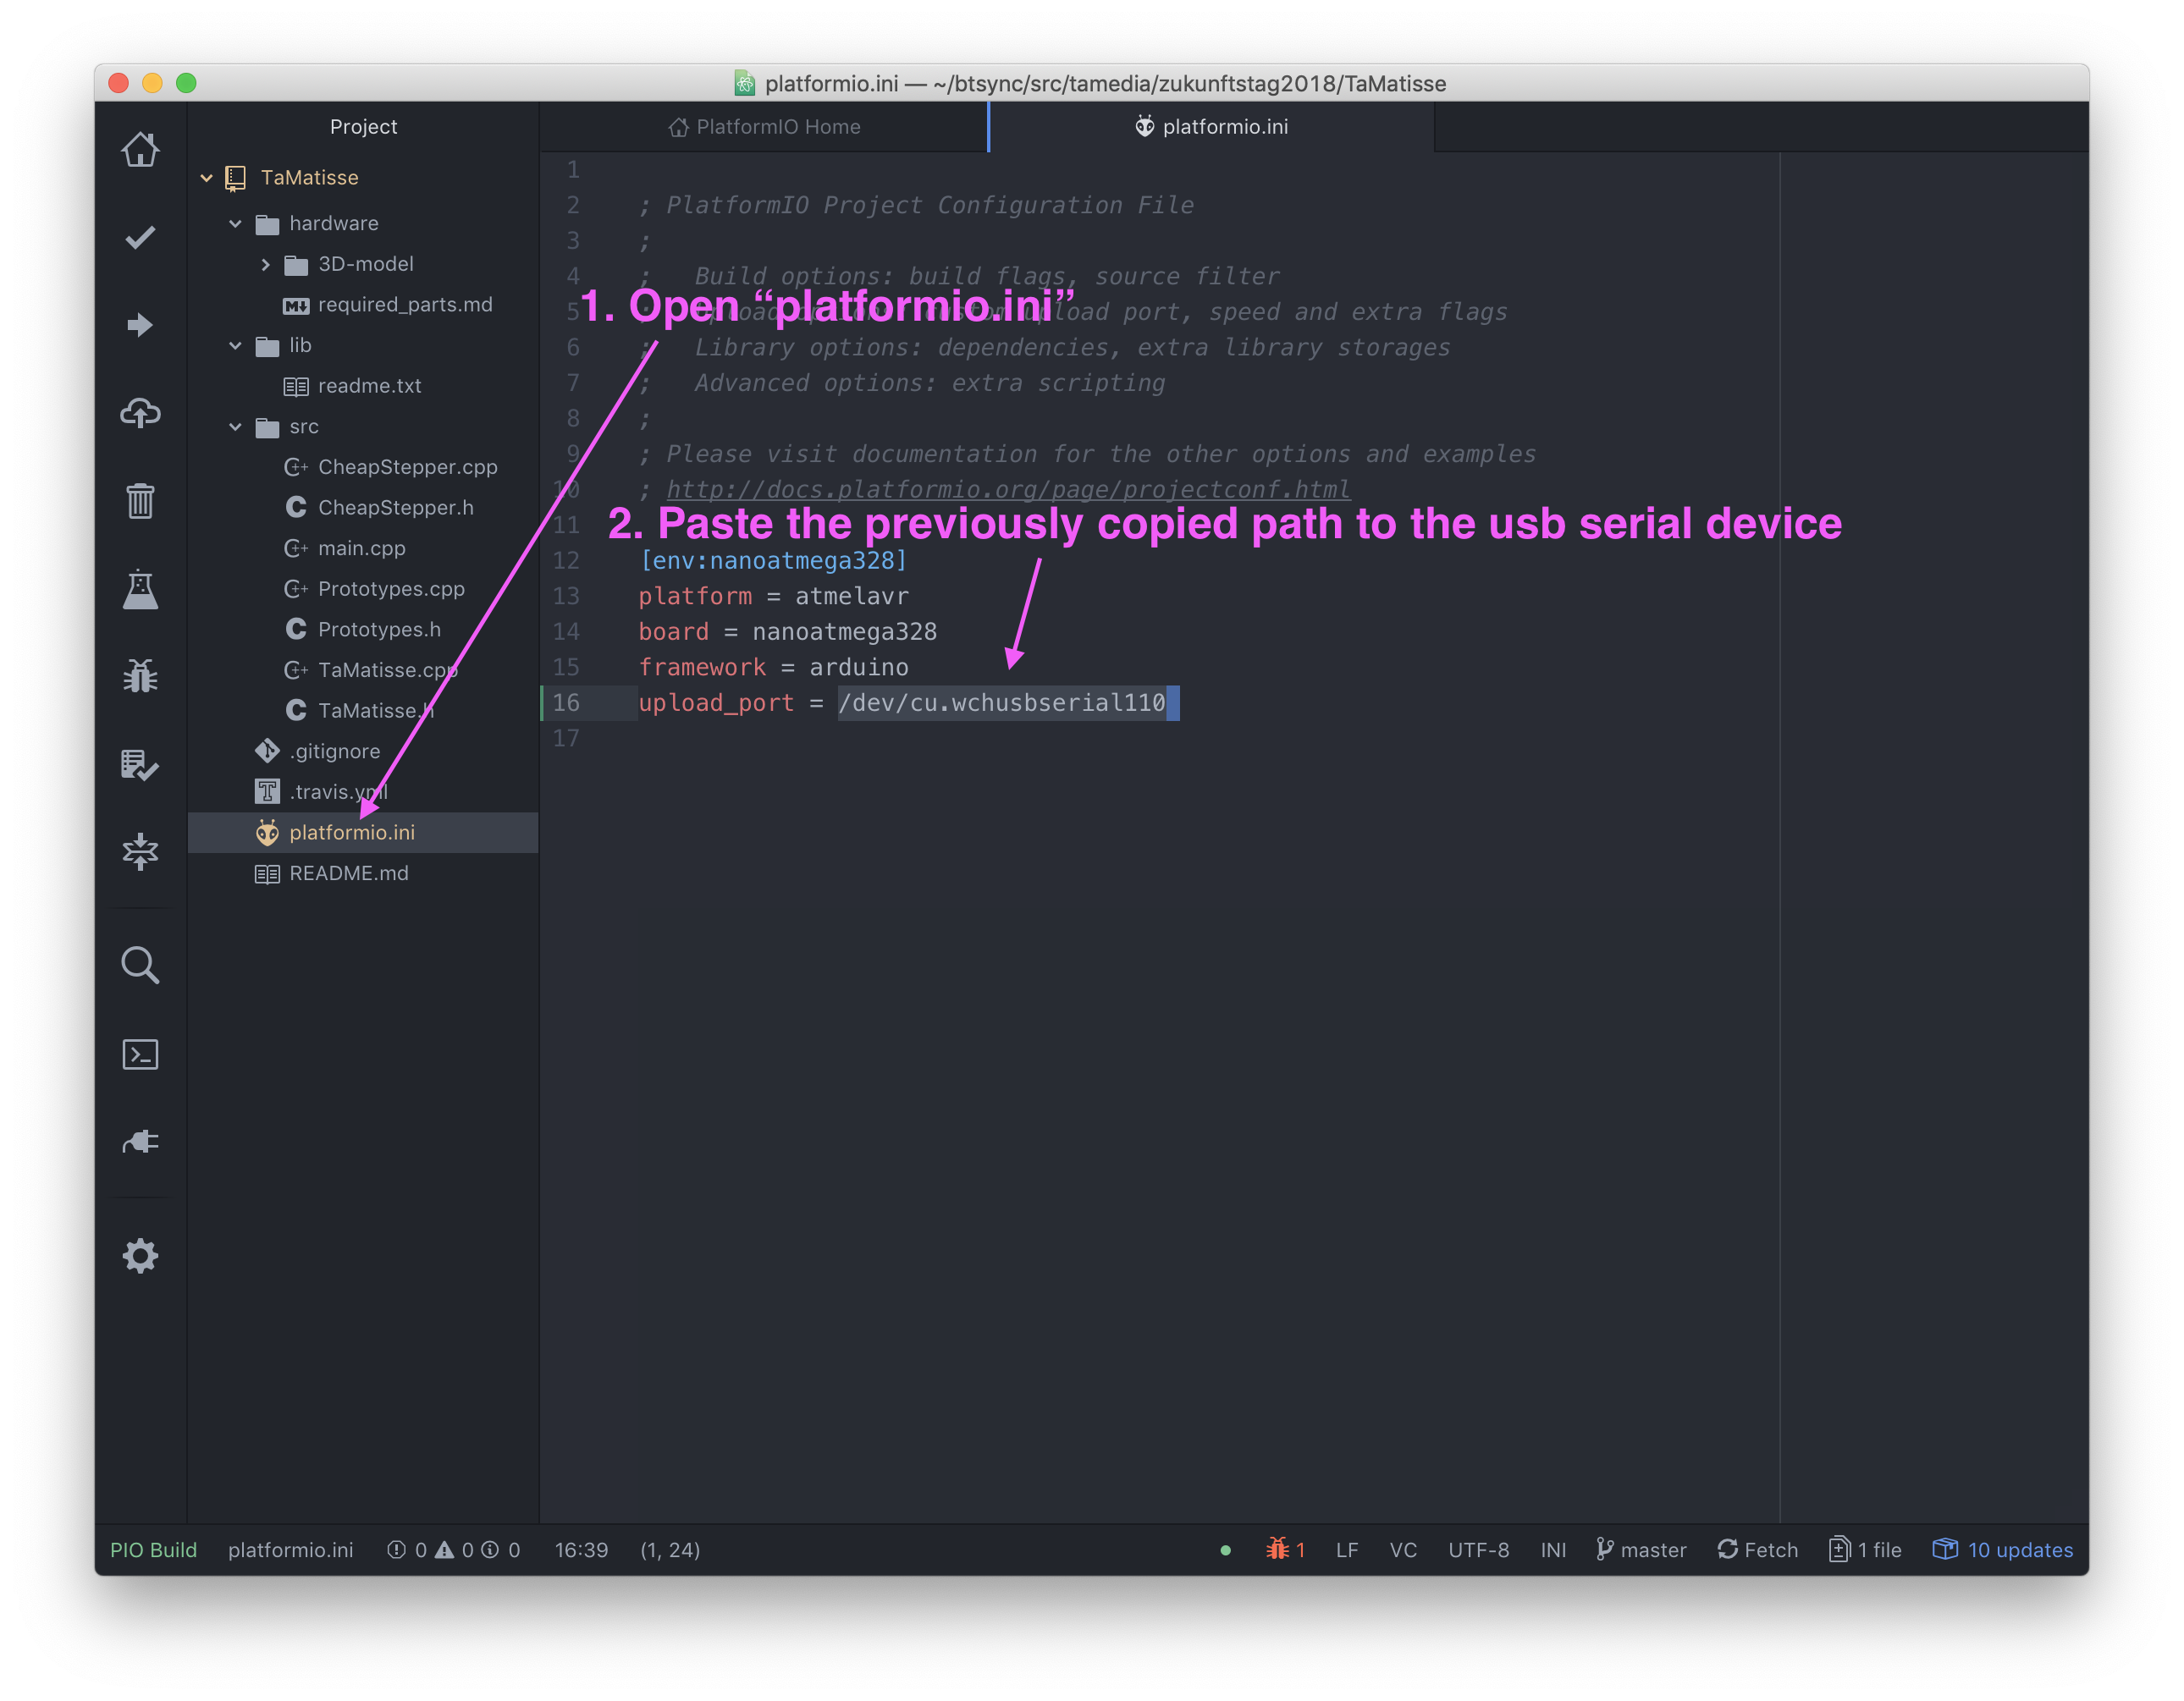 platformio.ini — ~/btsync/src/tamedia/zukunftstag2018/TaMatisse
Project
TaMatisse
hardware
3D-model
required_parts.md
lib
readme.txt
src
CheapStepper.cpp
CheapStepper.h
main.cpp
Prototypes.cpp
Prototypes.h
TaMatisse.cpp
TaMatisse.h
.gitignore
.travis.yml
platformio.ini
README.md
PlatformIO Home
platformio.ini
1
2 ; PlatformIO Project Configuration File
3 ;
4 ; Build options: build flags, source filter
1. Open “platformio.ini”
5 ; Upload options: custom upload port, speed and extra flags
6 ; Library options: dependencies, extra library storages
7 ; Advanced options: extra scripting
8 ;
9 ; Please visit documentation for the other options and examples
10 ; http://docs.platformio.org/page/projectconf.html
11
2. Paste the previously copied path to the usb serial device
12 [env:nanoatmega328]
13 platform = atmelavr
14 board = nanoatmega328
15 framework = arduino
16 upload_port = /dev/cu.wchusbserial110
17
PIO Build platformio.ini 0 0 0 16:39 (1, 24) 1 LF VC UTF-8 INI master Fetch 1 file 10 updates